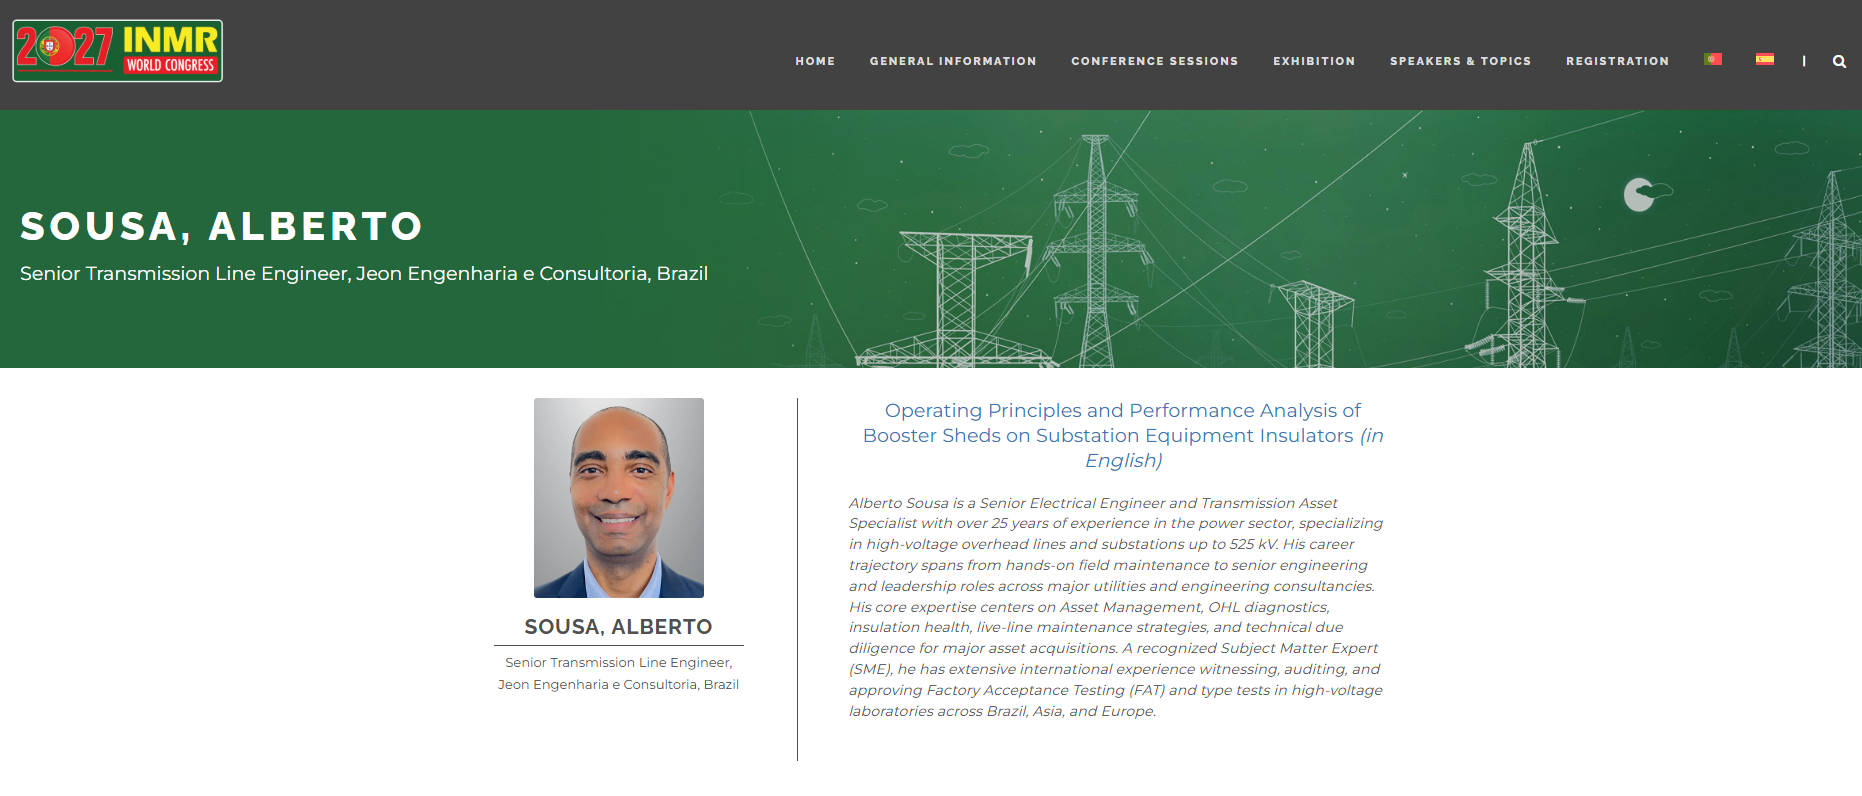 2027 INMR
WORLD CONGRESS
HOME GENERAL INFORMATION CONFERENCE SESSIONS EXHIBITION SPEAKERS & TOPICS REGISTRATION
SOUSA, ALBERTO
Senior Transmission Line Engineer, Jeon Engenharia e Consultoria, Brazil
SOUSA, ALBERTO
Senior Transmission Line Engineer,
Jeon Engenharia e Consultoria, Brazil
Operating Principles and Performance Analysis of
Booster Sheds on Substation Equipment Insulators (in
English)
Alberto Sousa is a Senior Electrical Engineer and Transmission Asset
Specialist with over 25 years of experience in the power sector, specializing
in high-voltage overhead lines and substations up to 525 kV. His career
trajectory spans from hands-on field maintenance to senior engineering
and leadership roles across major utilities and engineering consultancies.
His core expertise centers on Asset Management, OHL diagnostics,
insulation health, live-line maintenance strategies, and technical due
diligence for major asset acquisitions. A recognized Subject Matter Expert
(SME), he has extensive international experience witnessing, auditing, and
approving Factory Acceptance Testing (FAT) and type tests in high-voltage
laboratories across Brazil, Asia, and Europe.